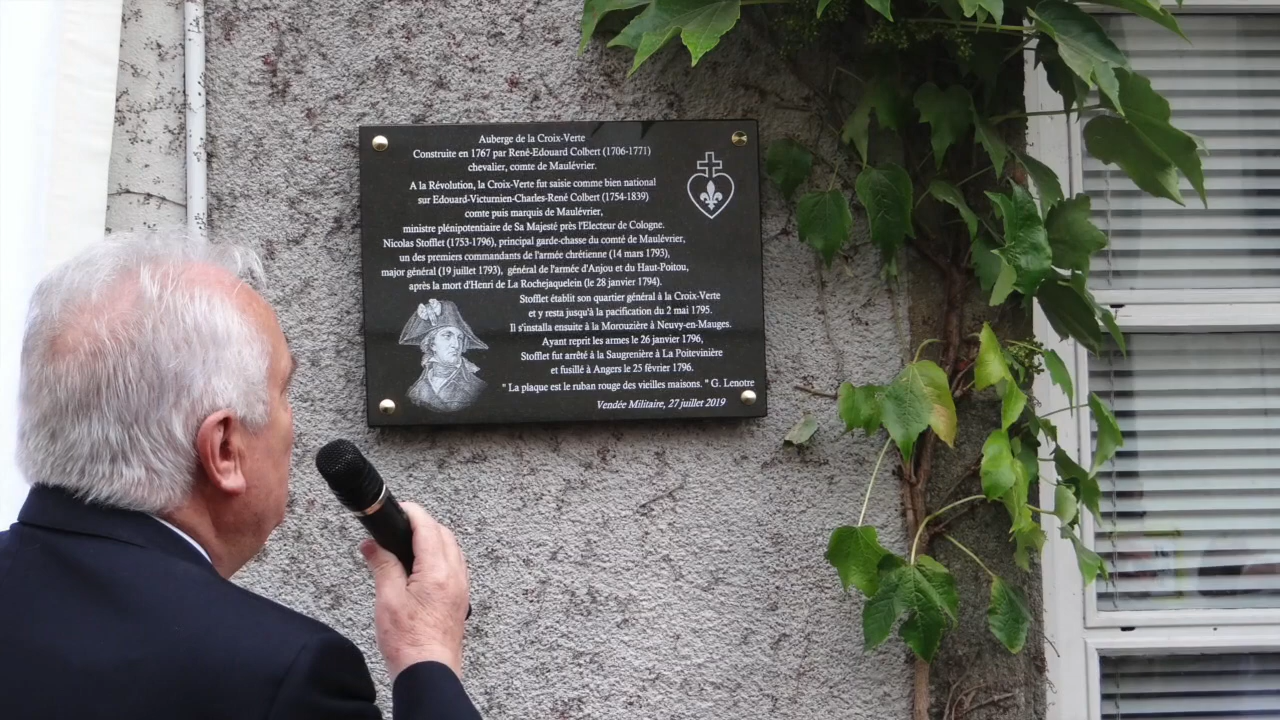 Auberge de la Croix-Verte
Construite en 1767 par René-Edouard Colbert (1706-1771)
chevalier, comte de Maulévrier.
A la Révolution, la Croix-Verte fut saisie comme bien national
sur Edouard-Victurnien-Charles-René Colbert (1754-1839)
comte puis marquis de Maulévrier,
ministre plénipotentiaire de Sa Majesté près l'Electeur de Cologne.
Nicolas Stofflet (1753-1796), principal garde-chasse du comté de Maulévrier,
un des premiers commandants de l'armée chrétienne (14 mars 1793),
major général (19 juillet 1793), général de l'armée d'Anjou et du Haut-Poitou,
après la mort d'Henri de La Rochejaquelein (le 28 janvier 1794).
Stofflet établit son quartier général à la Croix-Verte
et y resta jusqu'à la pacification du 2 mai 1795.
Il s'installa ensuite à la Morouzière à Neuvy-en-Mauges.
Ayant reprit les armes le 26 janvier 1796,
Stofflet fut arrêté à la Saugrenière à La Poitevinière
et fusillé à Angers le 25 février 1796.
" La plaque est le ruban rouge des vieilles maisons. " G. Lenotre
Vendée Militaire, 27 juillet 2019